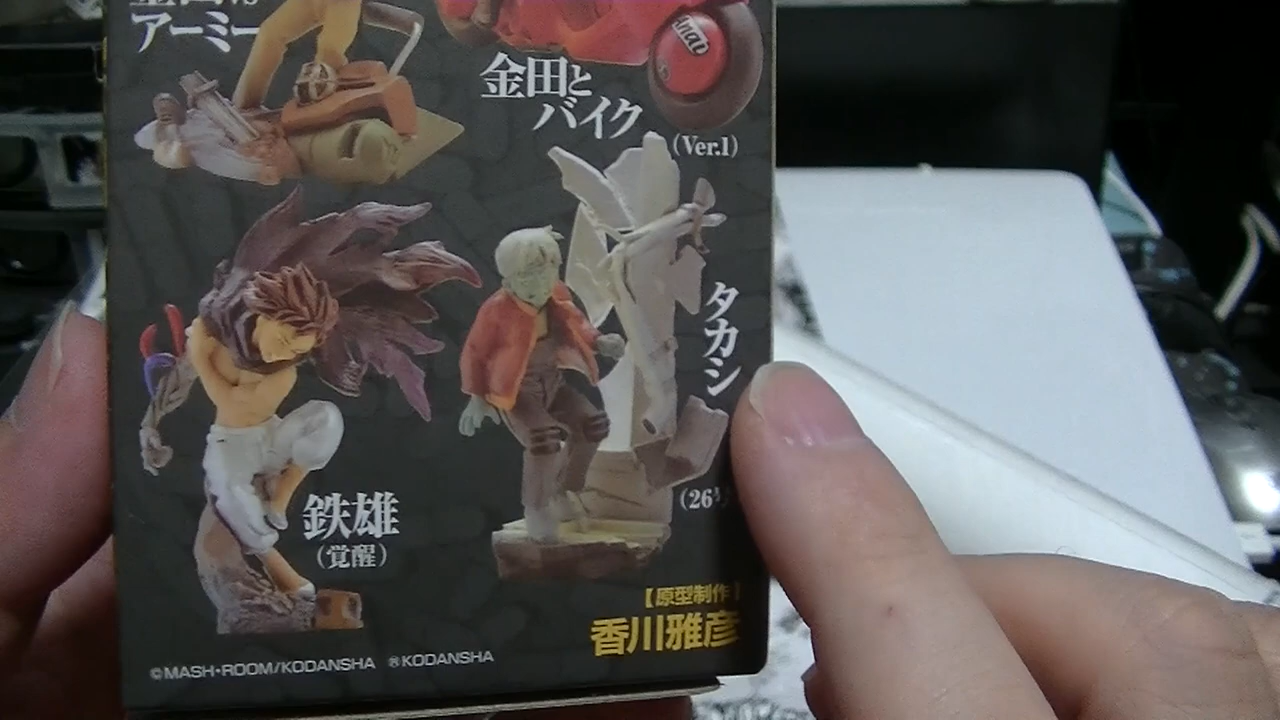 アーミー
金田と
バイク
(Ver.1)
タカシ
(26
鉄雄
(覚醒)
【原型制作】
香川雅彦
©MASH・ROOM/KODANSHA ®KODANSHA